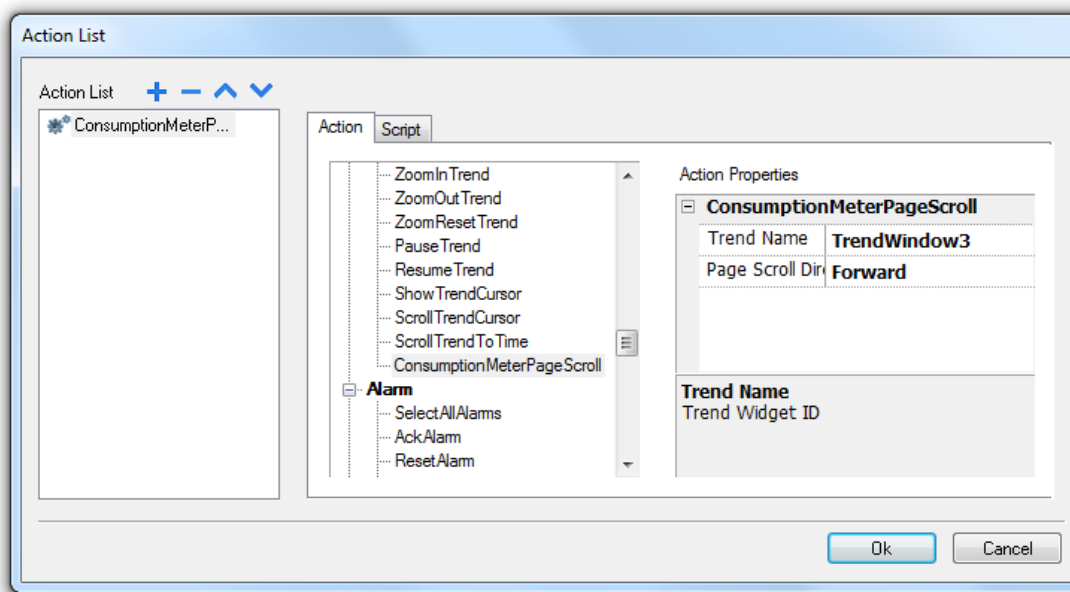 Action List
Action List
ConsumptionMeterP...
Action Script
ZoomInTrend
ZoomOutTrend
ZoomResetTrend
PauseTrend
ResumeTrend
ShowTrendCursor
ScrollTrendCursor
ScrollTrendToTime
ConsumptionMeterPageScroll
Alarm
SelectAllAlarms
AckAlarm
ResetAlarm
Action Properties
ConsumptionMeterPageScroll
Trend Name TrendWindow3
Page Scroll Dire Forward
Trend Name
Trend Widget ID
Ok Cancel